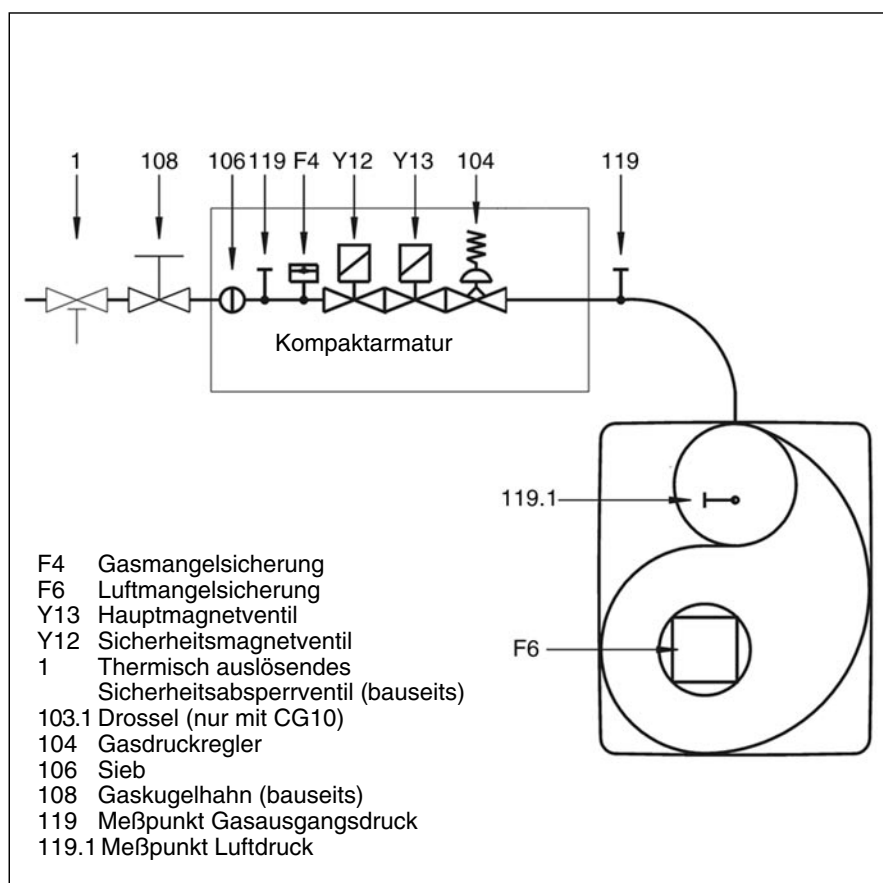 1 108 106 119 F4 Y12 Y13 104 119
Kompaktarmatur
119.1
F6
F4 Gasmangelsicherung
F6 Luftmangelsicherung
Y13 Hauptmagnetventil
Y12 Sicherheitsmagnetventil
1 Thermisch auslösendes
Sicherheitsabsperrventil (bauseits)
103.1 Drossel (nur mit CG10)
104 Gasdruckregler
106 Sieb
108 Gaskugelhahn (bauseits)
119 Meßpunkt Gasausgangsdruck
119.1 Meßpunkt Luftdruck